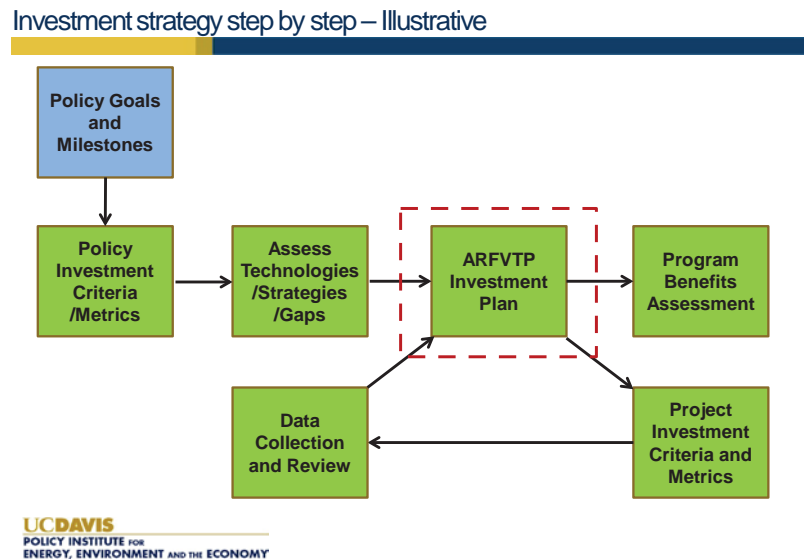 Investment strategy step by step – Illustrative
Policy Goals
and
Milestones
Policy
Investment
Criteria
/Metrics
Assess
Technologies
/Strategies
/Gaps
ARFVTP
Investment
Plan
Program
Benefits
Assessment
Data
Collection
and Review
Project
Investment
Criteria and
Metrics
UCDAVIS
POLICY INSTITUTE FOR
ENERGY, ENVIRONMENT AND THE ECONOMY